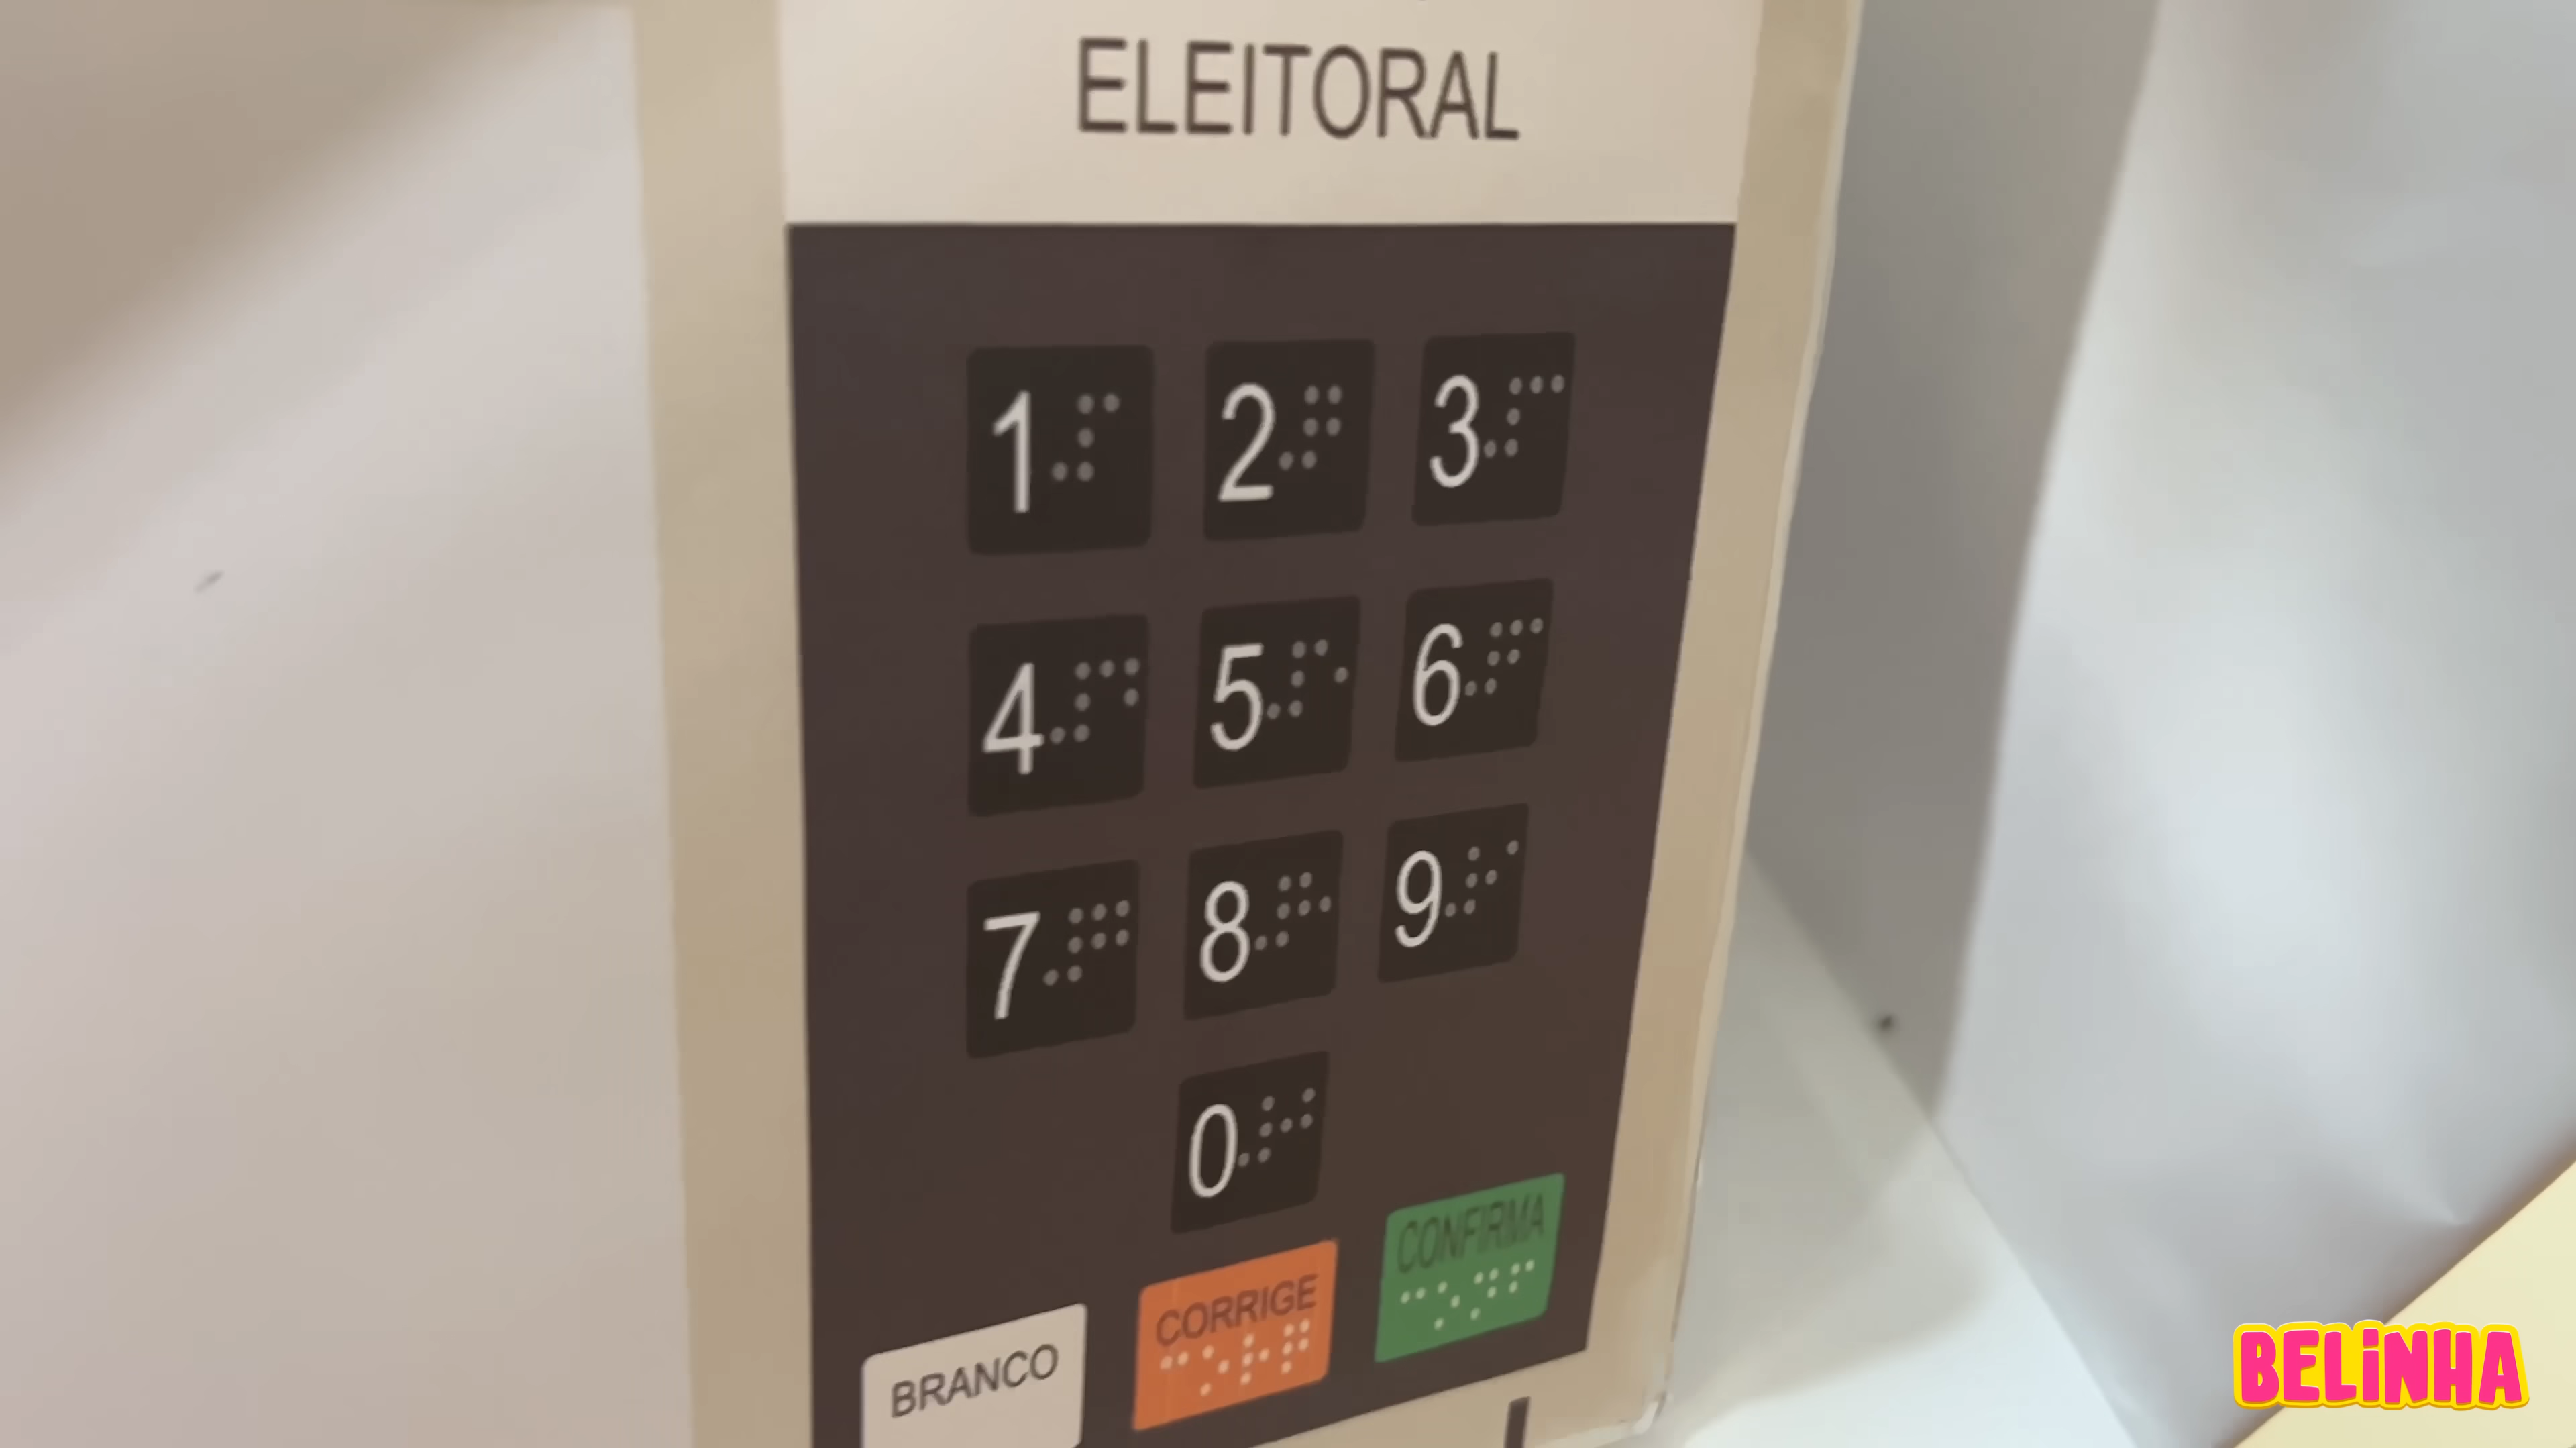 ELEITORAL
1 2 3
4 5 6
7 8 9
0
BRANCO CORRIGE CONFIRMA
BELINHA